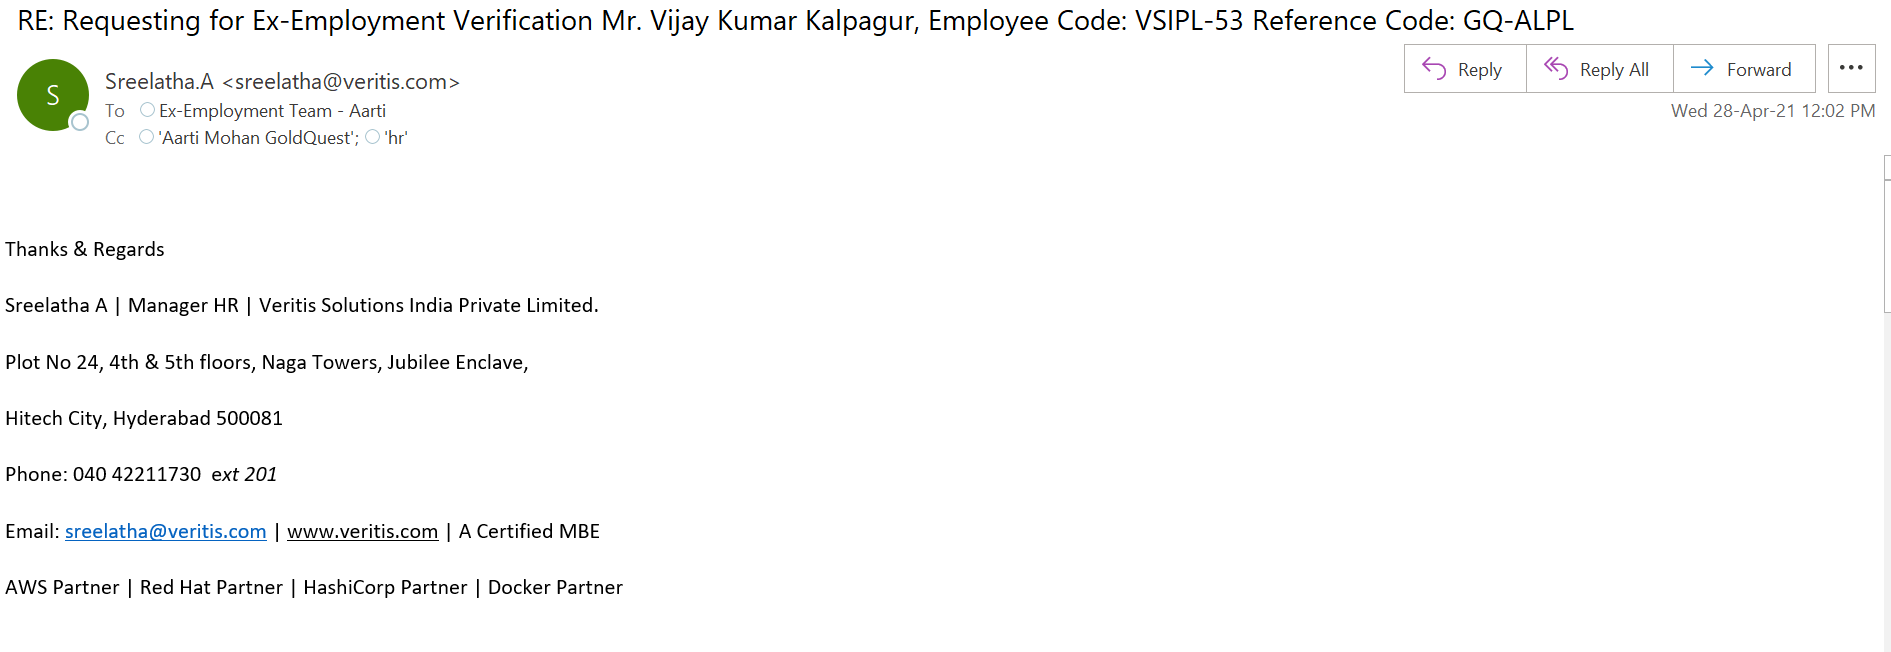 RE: Requesting for Ex-Employment Verification Mr. Vijay Kumar Kalpagur, Employee Code: VSIPL-53 Reference Code: GQ-ALPL
S
Sreelatha.A <sreelatha@veritis.com>
To Ex-Employment Team - Aarti
Cc 'Aarti Mohan GoldQuest'; 'hr'
Reply Reply All Forward ...
Wed 28-Apr-21 12:02 PM
Thanks & Regards
Sreelatha A | Manager HR | Veritis Solutions India Private Limited.
Plot No 24, 4th & 5th floors, Naga Towers, Jubilee Enclave,
Hitech City, Hyderabad 500081
Phone: 040 42211730 ext 201
Email: sreelatha@veritis.com | www.veritis.com | A Certified MBE
AWS Partner | Red Hat Partner | HashiCorp Partner | Docker Partner